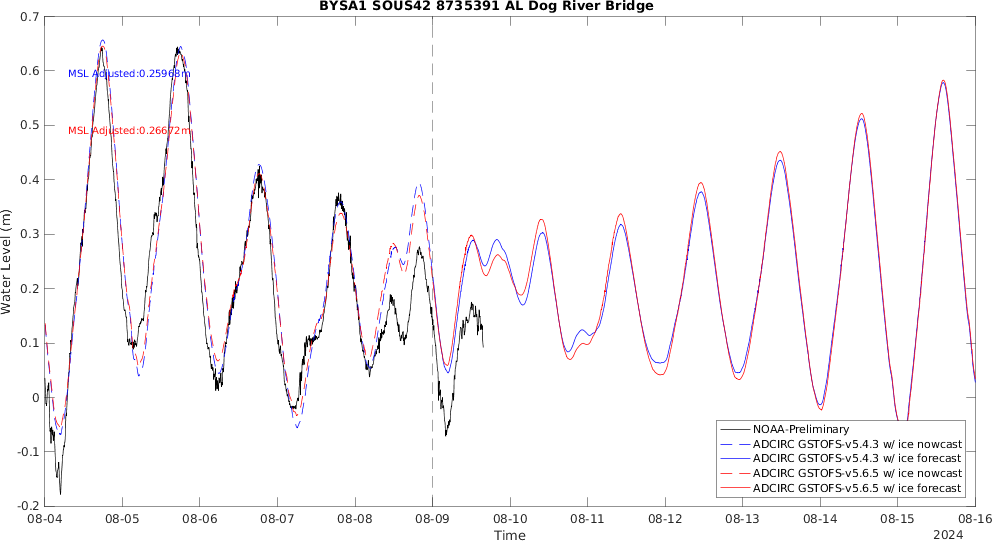 BYSA1 SOUS42 8735391 AL Dog River Bridge
0.7
0.6
0.5
0.4
0.3
0.2
0.1
0
-0.1
-0.2
Water Level (m)
MSL Adjusted:0.25968m
MSL Adjusted:0.26672m
NOAA-Preliminary
ADCIRC GSTOFS-v5.4.3 w/ ice nowcast
ADCIRC GSTOFS-v5.4.3 w/ ice forecast
ADCIRC GSTOFS-v5.6.5 w/ ice nowcast
ADCIRC GSTOFS-v5.6.5 w/ ice forecast
08-04 08-05 08-06 08-07 08-08 08-09 08-10 08-11 08-12 08-13 08-14 08-15 08-16
Time
2024